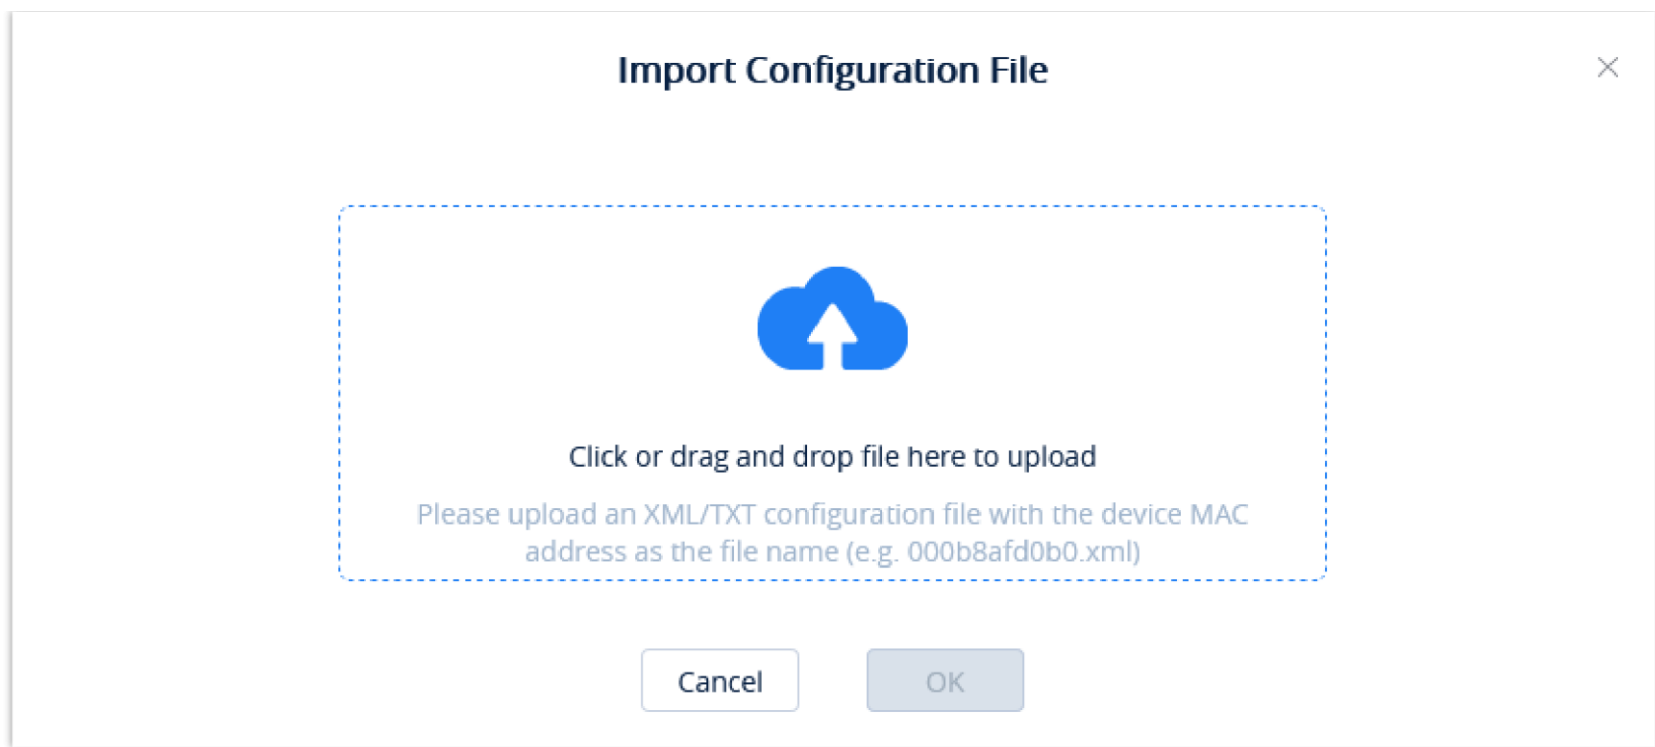 Import Configuration File
Click or drag and drop file here to upload
Please upload an XML/TXT configuration file with the device MAC
address as the file name (e.g. 000b8afd0b0.xml)
Cancel
OK